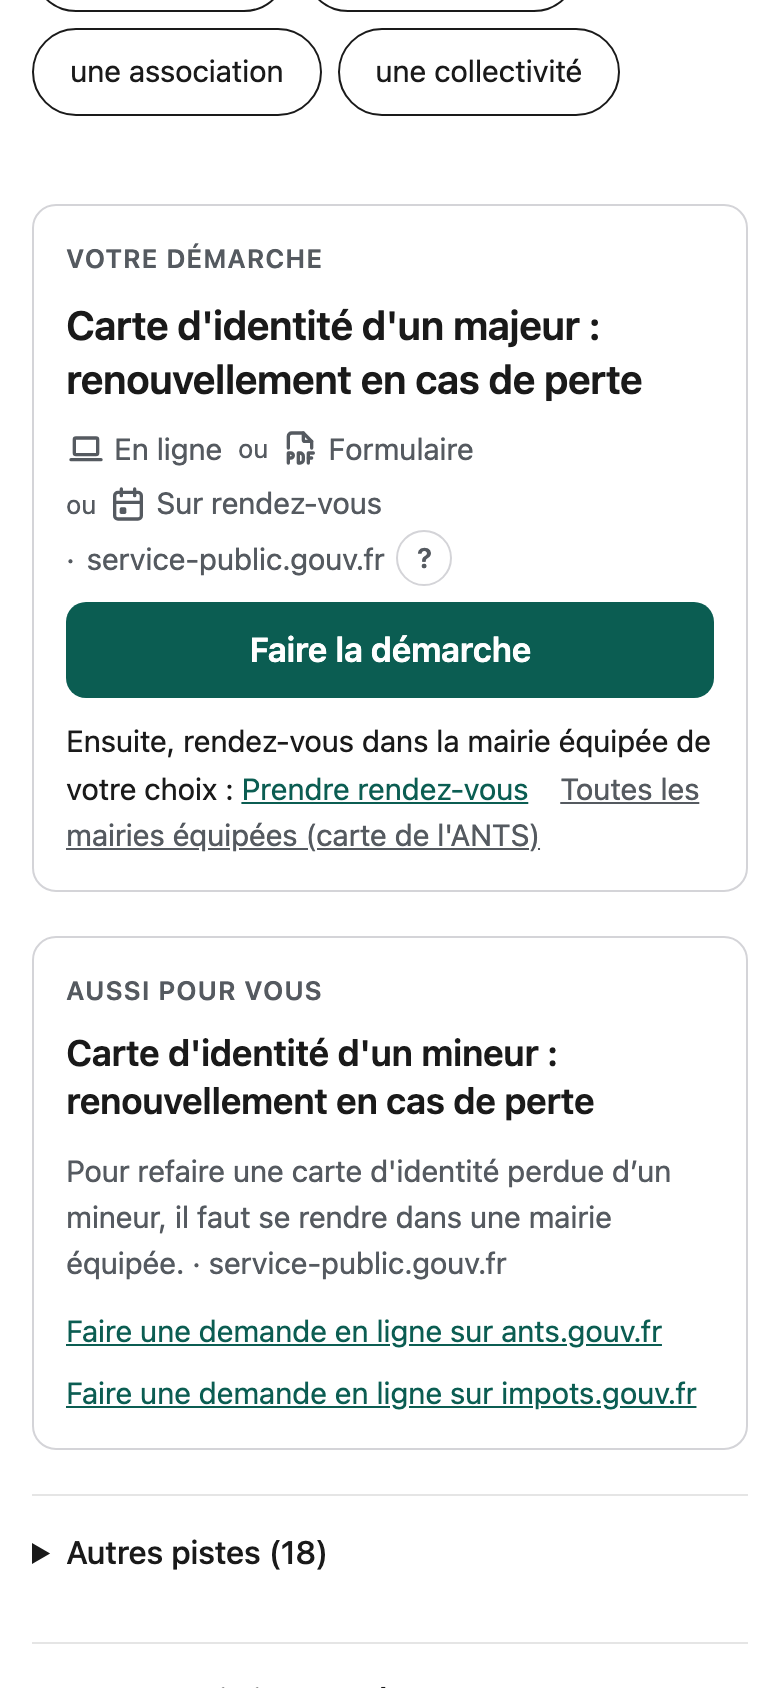 une association
une collectivité
VOTRE DÉMARCHE
Carte d'identité d'un majeur :
renouvellement en cas de perte
En ligne ou PDF Formulaire
ou Sur rendez-vous
· service-public.gouv.fr ?
Faire la démarche
Ensuite, rendez-vous dans la mairie équipée de
votre choix : Prendre rendez-vous Toutes les
mairies équipées (carte de l'ANTS)
AUSSI POUR VOUS
Carte d'identité d'un mineur :
renouvellement en cas de perte
Pour refaire une carte d'identité perdue d’un
mineur, il faut se rendre dans une mairie
équipée. · service-public.gouv.fr
Faire une demande en ligne sur ants.gouv.fr
Faire une demande en ligne sur impots.gouv.fr
Autres pistes (18)